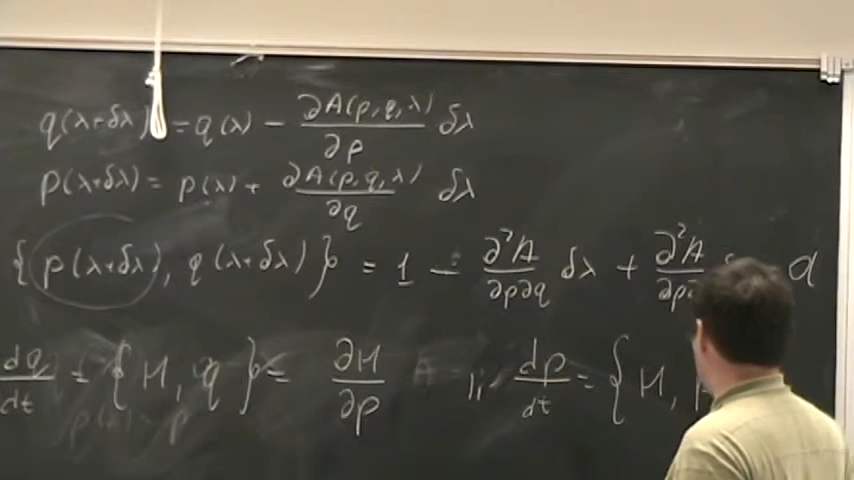 q(λ+δλ) = q(λ) − ∂A(p,q,λ)/∂p δλ
p(λ+δλ) = p(λ) + ∂A(p,q,λ)/∂q δλ
{p(λ+δλ), q(λ+δλ)} = 1 − ∂²A/∂p∂q δλ + ∂²A/∂p
dq/dt = {H, q} = ∂H/∂p dp/dt = {H,